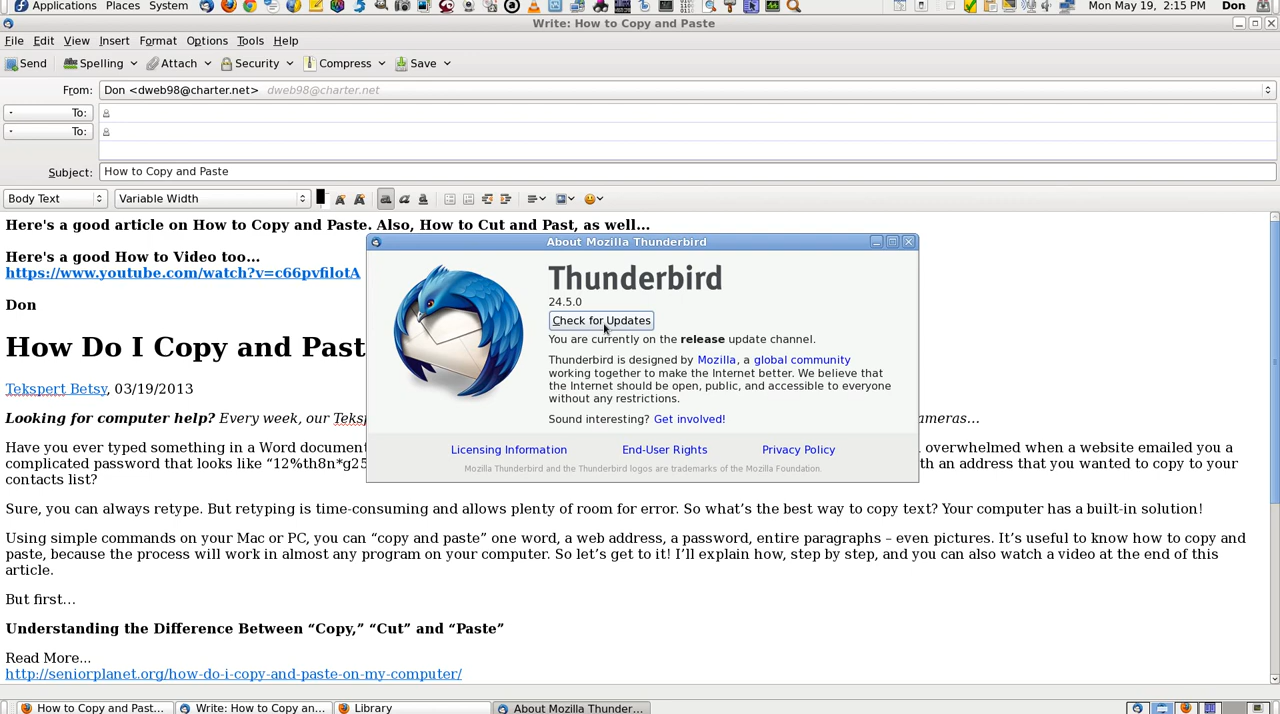 Applications Places System Mon May 19, 2:15 PM Don
Write: How to Copy and Paste
File Edit View Insert Format Options Tools Help
Send Spelling Attach Security Compress Save
From: Don <dweb98@charter.net> dweb98@charter.net
To:
To:
Subject: How to Copy and Paste
Body Text Variable Width
Here's a good article on How to Copy and Paste. Also, How to Cut and Past, as well...
Here's a good How to Video too...
https://www.youtube.com/watch?v=c66pvfilotA
Don
How Do I Copy and Past
Tekspert Betsy, 03/19/2013
Looking for computer help? Every week, our Teksp ameras…
Have you ever typed something in a Word document overwhelmed when a website emailed you a
complicated password that looks like “12%th8n*g25 th an address that you wanted to copy to your
contacts list?
Sure, you can always retype. But retyping is time-consuming and allows plenty of room for error. So what’s the best way to copy text? Your computer has a built-in solution!
Using simple commands on your Mac or PC, you can “copy and paste” one word, a web address, a password, entire paragraphs – even pictures. It’s useful to know how to copy and
paste, because the process will work in almost any program on your computer. So let’s get to it! I’ll explain how, step by step, and you can also watch a video at the end of this
article.
But first…
Understanding the Difference Between “Copy,” “Cut” and “Paste”
Read More...
http://seniorplanet.org/how-do-i-copy-and-paste-on-my-computer/
About Mozilla Thunderbird
Thunderbird
24.5.0
Check for Updates
You are currently on the release update channel.
Thunderbird is designed by Mozilla, a global community
working together to make the Internet better. We believe that
the Internet should be open, public, and accessible to everyone
without any restrictions.
Sound interesting? Get involved!
Licensing Information End-User Rights Privacy Policy
Mozilla Thunderbird and the Thunderbird logos are trademarks of the Mozilla Foundation.
How to Copy and Past... Write: How to Copy an... Library About Mozilla Thunder...